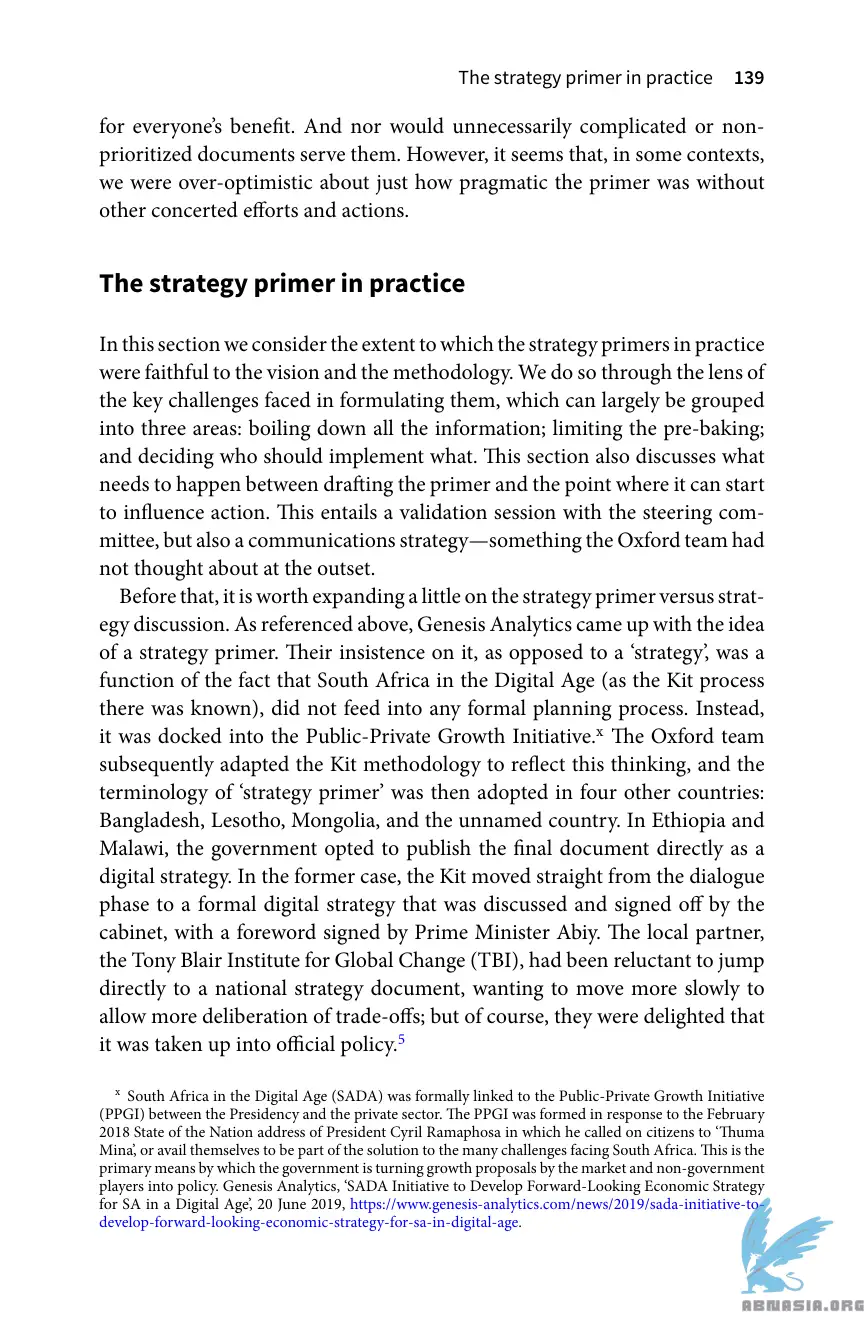 The strategy primer in practice 139
for everyone’s benefit. And nor would unnecessarily complicated or non-
prioritized documents serve them. However, it seems that, in some contexts,
we were over-optimistic about just how pragmatic the primer was without
other concerted efforts and actions.
The strategy primer in practice
In this section we consider the extent to which the strategy primers in practice
were faithful to the vision and the methodology. We do so through the lens of
the key challenges faced in formulating them, which can largely be grouped
into three areas: boiling down all the information; limiting the pre-baking;
and deciding who should implement what. This section also discusses what
needs to happen between drafting the primer and the point where it can start
to influence action. This entails a validation session with the steering com-
mittee, but also a communications strategy—something the Oxford team had
not thought about at the outset.
Before that, it is worth expanding a little on the strategy primer versus strat-
egy discussion. As referenced above, Genesis Analytics came up with the idea
of a strategy primer. Their insistence on it, as opposed to a ‘strategy’, was a
function of the fact that South Africa in the Digital Age (as the Kit process
there was known), did not feed into any formal planning process. Instead,
it was docked into the Public-Private Growth Initiative.x The Oxford team
subsequently adapted the Kit methodology to reflect this thinking, and the
terminology of ‘strategy primer’ was then adopted in four other countries:
Bangladesh, Lesotho, Mongolia, and the unnamed country. In Ethiopia and
Malawi, the government opted to publish the final document directly as a
digital strategy. In the former case, the Kit moved straight from the dialogue
phase to a formal digital strategy that was discussed and signed off by the
cabinet, with a foreword signed by Prime Minister Abiy. The local partner,
the Tony Blair Institute for Global Change (TBI), had been reluctant to jump
directly to a national strategy document, wanting to move more slowly to
allow more deliberation of trade-offs; but of course, they were delighted that
it was taken up into official policy.5
x South Africa in the Digital Age (SADA) was formally linked to the Public-Private Growth Initiative
(PPGI) between the Presidency and the private sector. The PPGI was formed in response to the February
2018 State of the Nation address of President Cyril Ramaphosa in which he called on citizens to ‘Thuma
Mina’, or avail themselves to be part of the solution to the many challenges facing South Africa. This is the
primary means by which the government is turning growth proposals by the market and non-government
players into policy. Genesis Analytics, ‘SADA Initiative to Develop Forward-Looking Economic Strategy
for SA in a Digital Age’, 20 June 2019, https://www.genesis-analytics.com/news/2019/sada-initiative-to-
develop-forward-looking-economic-strategy-for-sa-in-digital-age.
ABNASIA.ORG